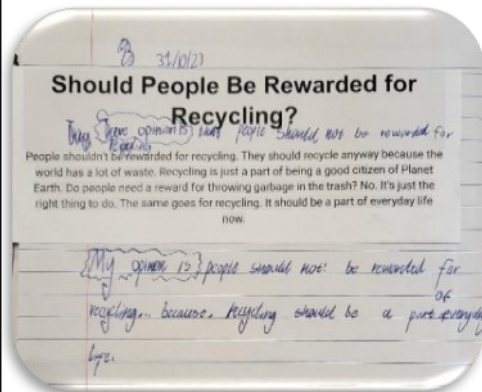 31/10/23
Should People Be Rewarded for
Recycling?
opinion is that people should not be rewarded for
People shouldn't be rewarded for recycling. They should recycle anyway because the
world has a lot of waste. Recycling is just a part of being a good citizen of Planet
Earth. Do people need a reward for throwing garbage in the trash? No. It's just the
right thing to do. The same goes for recycling. It should be a part of everyday life
now.
{My opinion is} people should not: be rewarded for
recycling... because. Recycling should be a part of everyday
life.